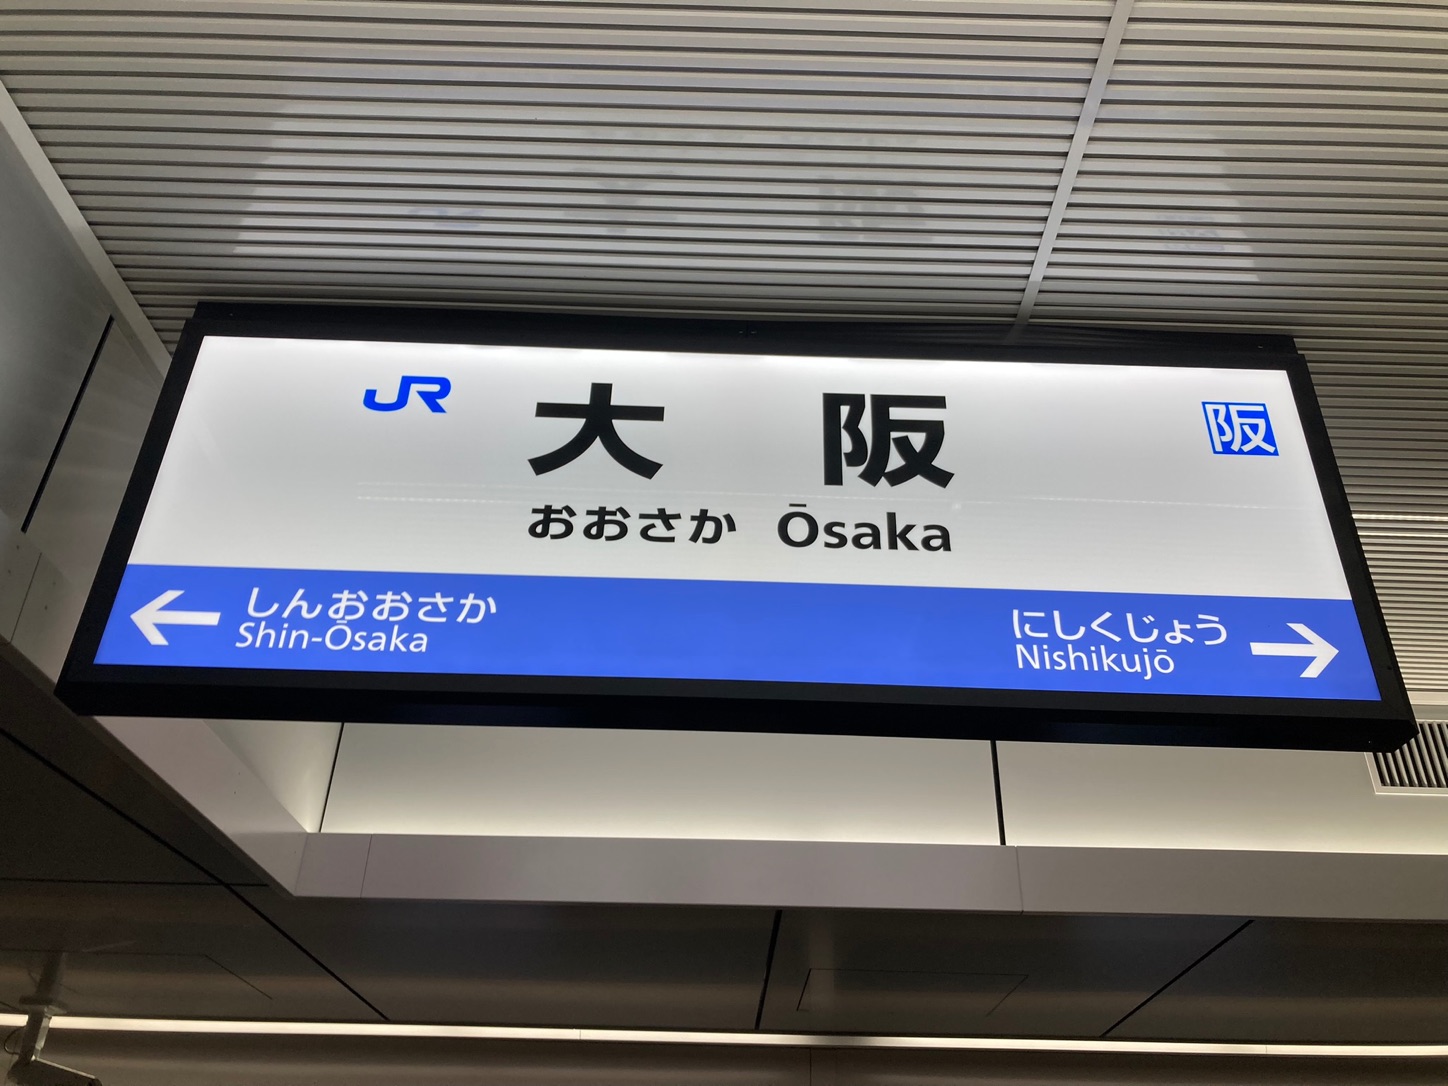 JR 大阪 阪
おおさか Ōsaka
← しんおおさか
Shin-Ōsaka
にしくじょう →
Nishikujō